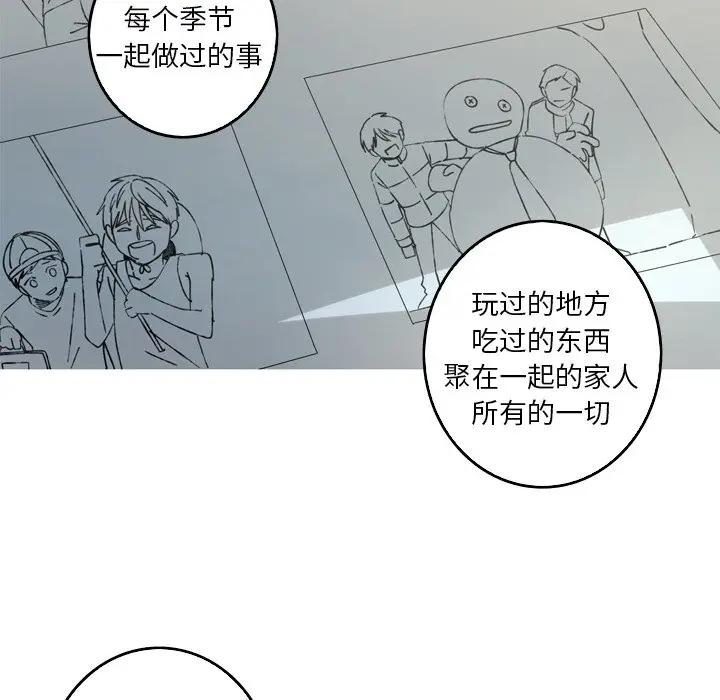 每个季节
一起做过的事
玩过的地方
吃过的东西
聚在一起的家人
所有的一切